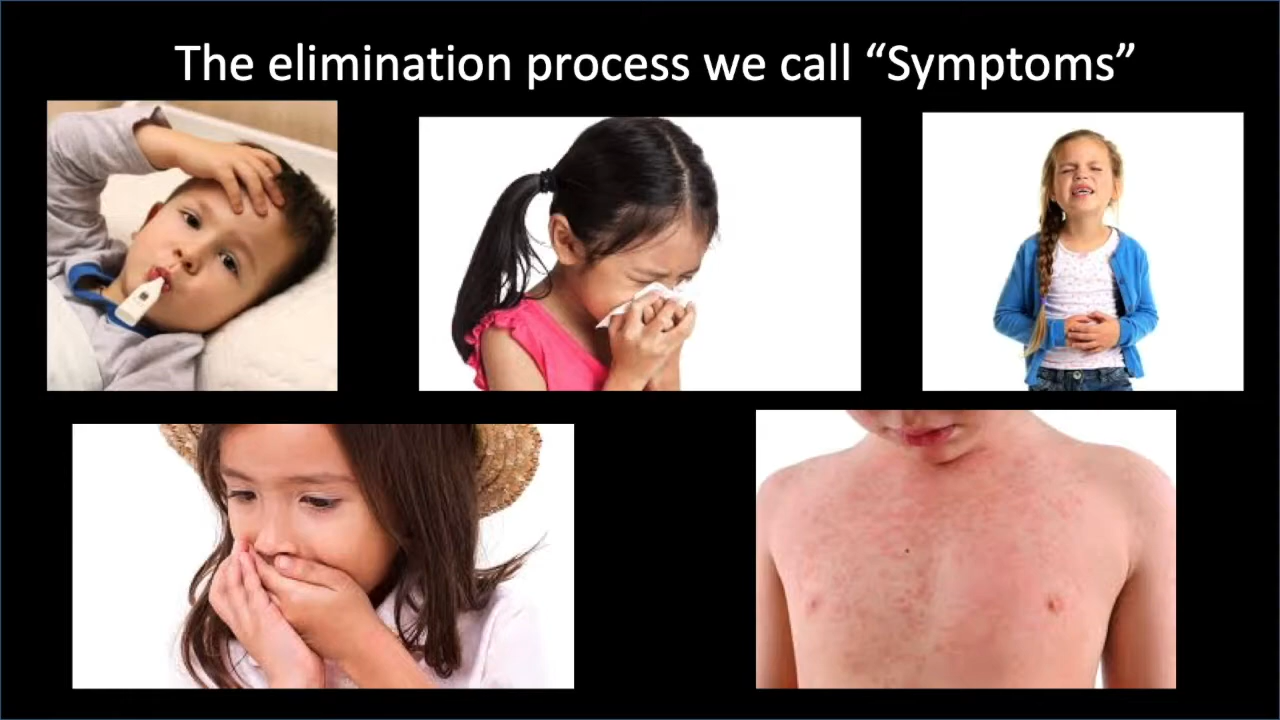 The elimination process we call “Symptoms”